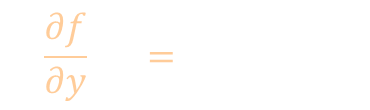 ∂f/∂y =